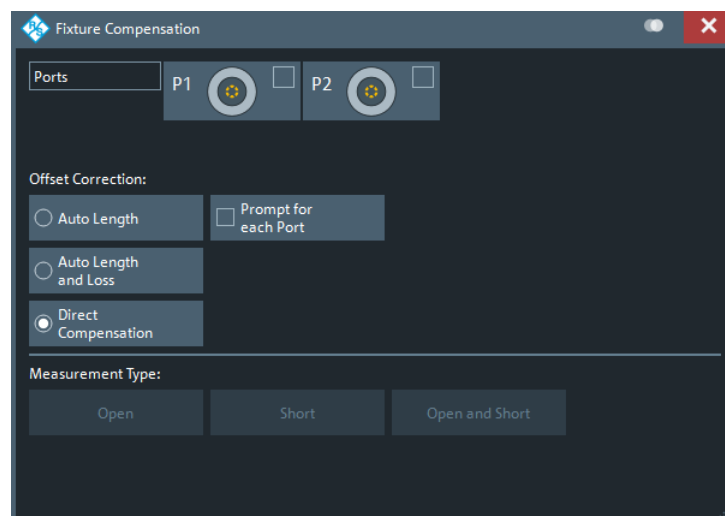 Fixture Compensation
Ports
P1
P2
Offset Correction:
Auto Length
Prompt for
each Port
Auto Length
and Loss
Direct
Compensation
Measurement Type:
Open
Short
Open and Short